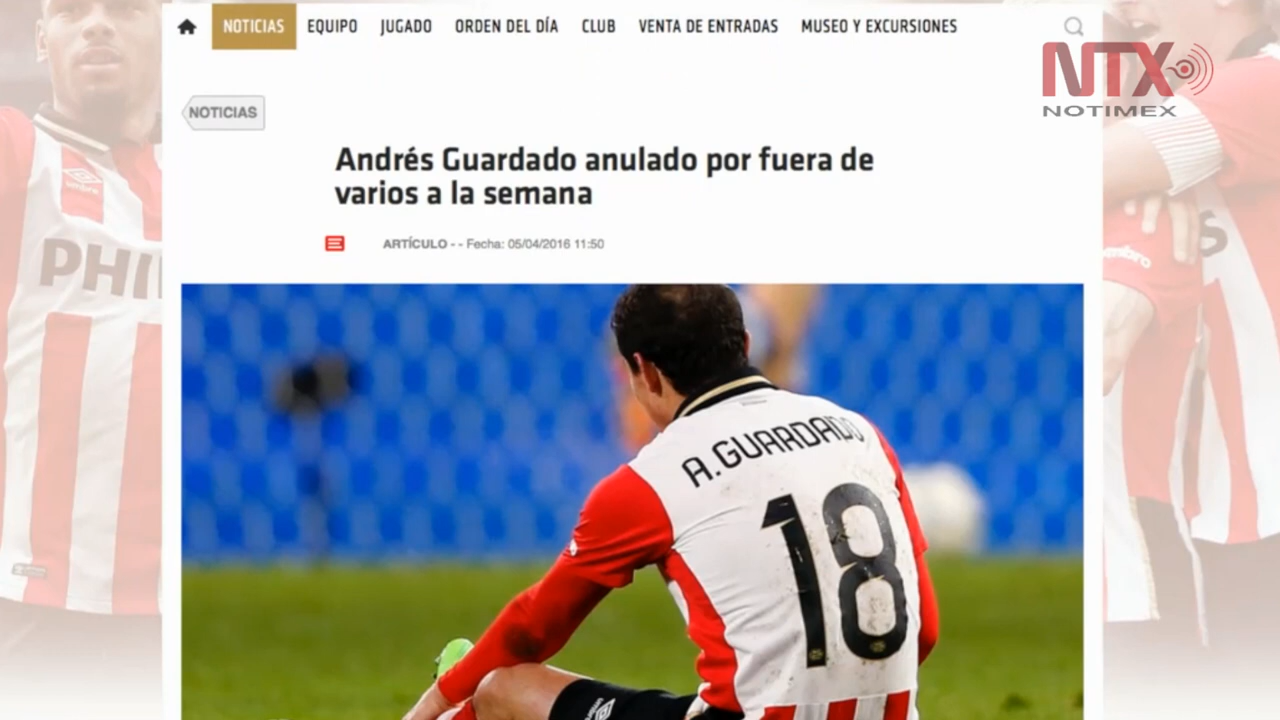 NOTICIAS EQUIPO JUGADO ORDEN DEL DÍA CLUB VENTA DE ENTRADAS MUSEO Y EXCURSIONES
NTX
NOTIMEX
NOTICIAS
Andrés Guardado anulado por fuera de
varios a la semana
ARTÍCULO - - Fecha: 05/04/2016 11:50
umbro
PHI
A.GUARDADO
18